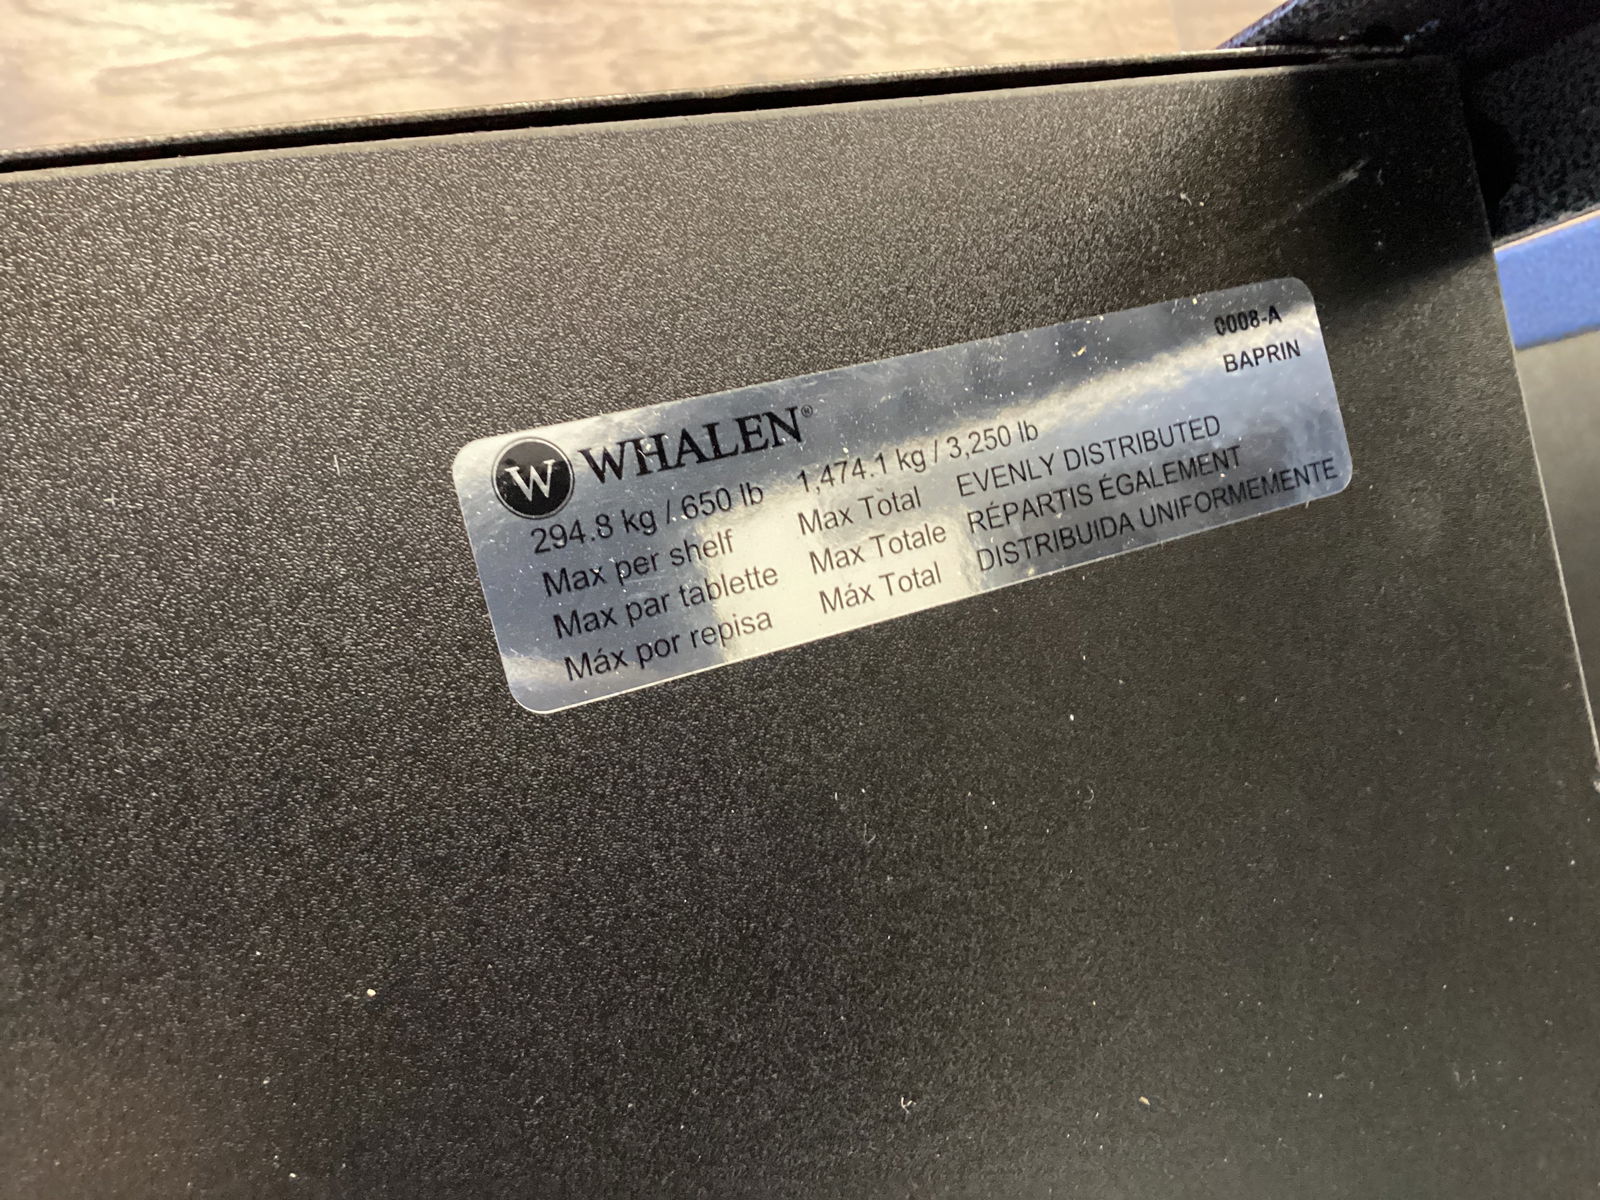 0008-A
BAPRIN
W WHALEN®
294.8 kg / 650 lb 1,474.1 kg / 3,250 lb
Max per shelf Max Total EVENLY DISTRIBUTED
Max par tablette Max Totale RÉPARTIS ÉGALEMENT
Máx por repisa Máx Total DISTRIBUIDA UNIFORMEMENTE